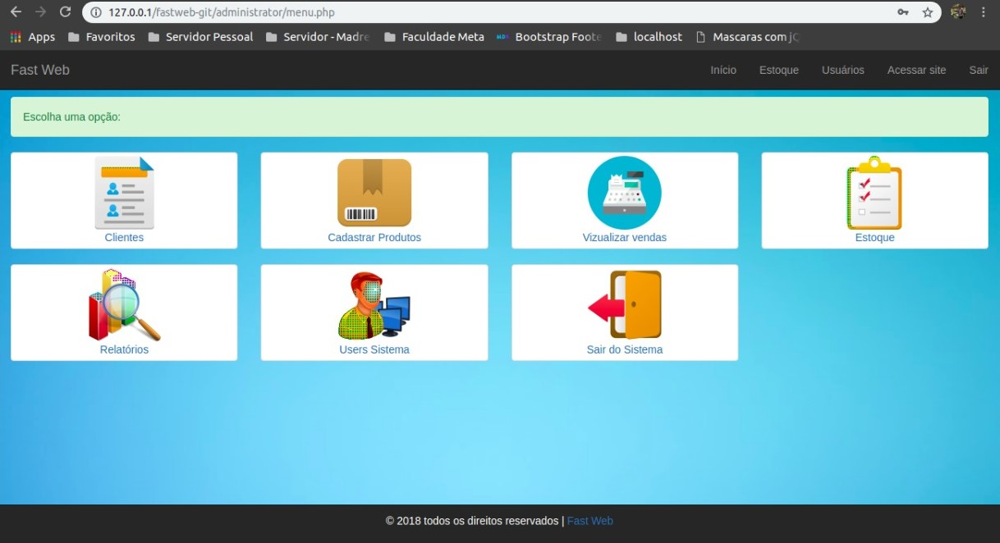 127.0.0.1/fastweb-git/administrator/menu.php
Apps Favoritos Servidor Pessoal Servidor - Madre Faculdade Meta Bootstrap Foote localhost Mascaras com jQ
Fast Web Início Estoque Usuários Acessar site Sair
Escolha uma opção:
Clientes Cadastrar Produtos Vizualizar vendas Estoque
Relatórios Users Sistema Sair do Sistema
© 2018 todos os direitos reservados | Fast Web